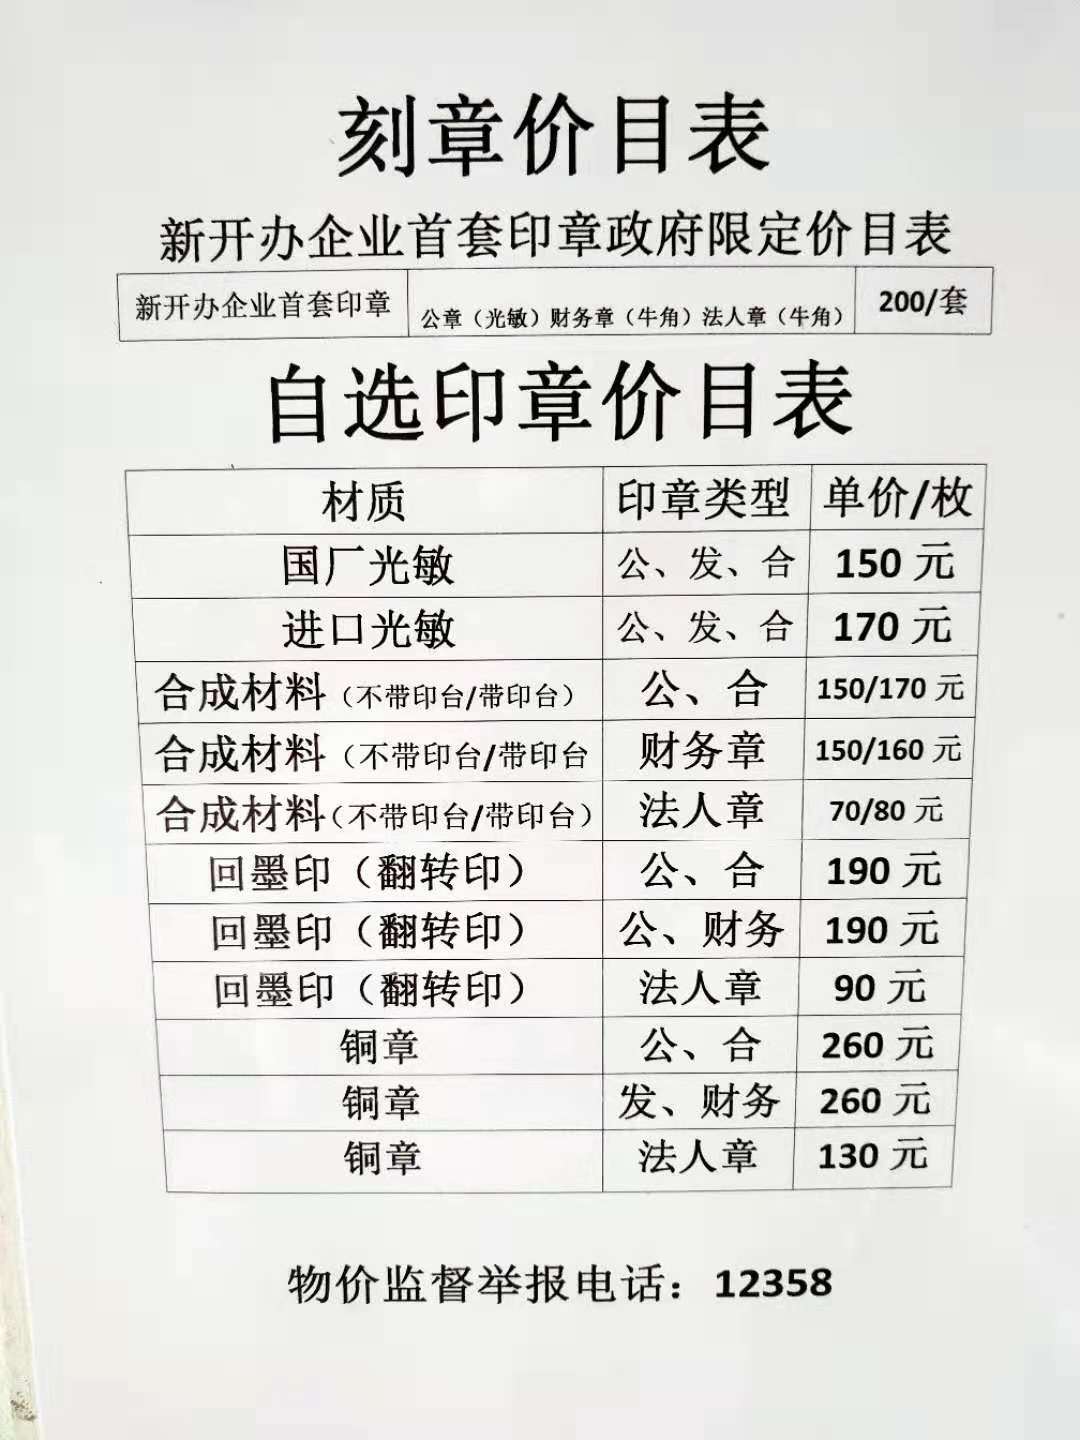 刻章价目表
新开办企业首套印章政府限定价目表
新开办企业首套印章 公章（光敏）财务章（牛角）法人章（牛角） 200/套
自选印章价目表
材质 印章类型 单价/枚
国厂光敏 公、发、合 150 元
进口光敏 公、发、合 170 元
合成材料（不带印台/带印台） 公、合 150/170 元
合成材料（不带印台/带印台 财务章 150/160 元
合成材料（不带印台/带印台） 法人章 70/80 元
回墨印（翻转印） 公、合 190 元
回墨印（翻转印） 公、财务 190 元
回墨印（翻转印） 法人章 90 元
铜章 公、合 260 元
铜章 发、财务 260 元
铜章 法人章 130 元
物价监督举报电话：12358